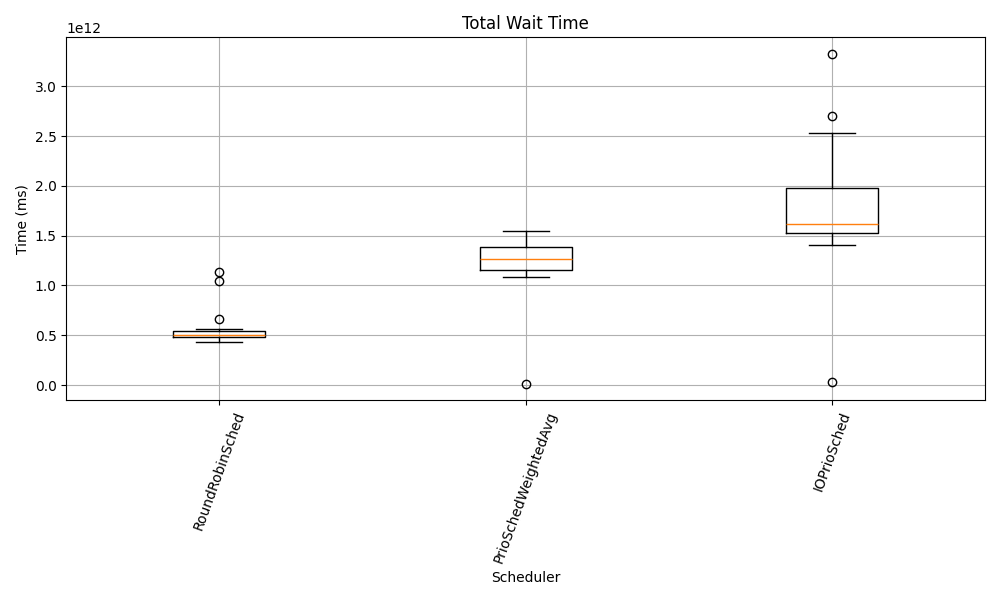 Total Wait Time
1e12
3.0
2.5
2.0
1.5
1.0
0.5
0.0
Time (ms)
RoundRobinSched
PrioSchedWeightedAvg
IOPrioSched
Scheduler